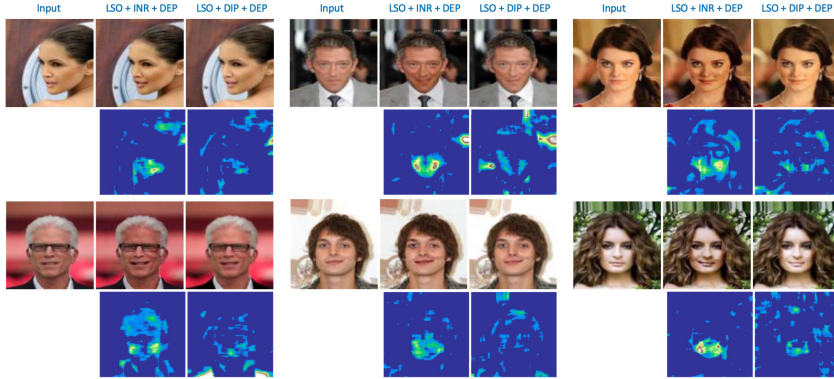 Input LSO + INR + DEP LSO + DIP + DEP Input LSO + INR + DEP LSO + DIP + DEP Input LSO + INR + DEP LSO + DIP + DEP